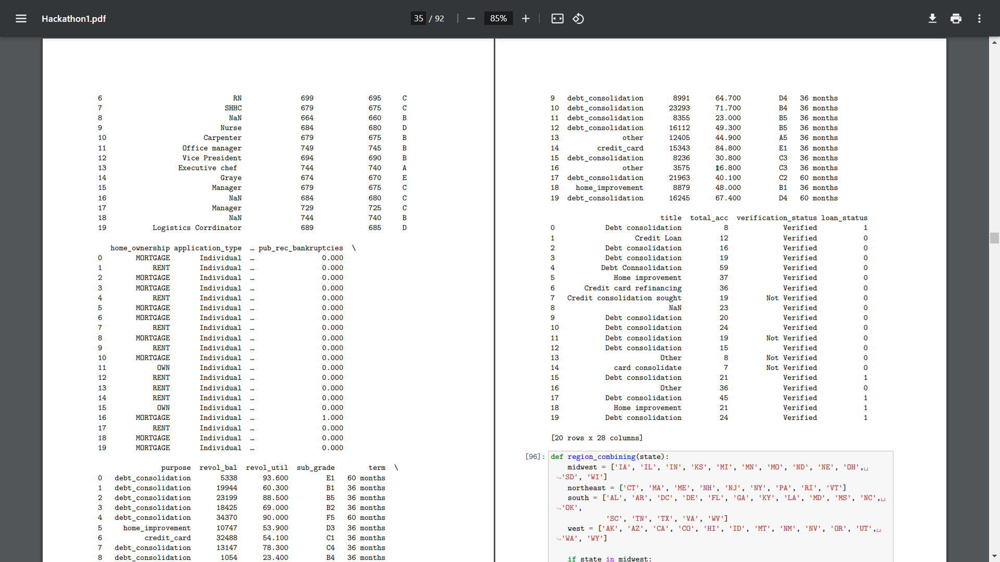 Hackathon1.pdf
35 / 92
85%
6 RN 699 695 C
7 SHHC 679 675 C
8 NaN 664 660 B
9 Nurse 684 680 D
10 Carpenter 679 675 B
11 Office manager 749 745 B
12 Vice President 694 690 B
13 Executive chef 744 740 A
14 Graye 674 670 E
15 Manager 679 675 C
16 NaN 684 680 C
17 Manager 729 725 C
18 NaN 744 740 B
19 Logistics Corrdinator 689 685 D
home_ownership application_type … pub_rec_bankruptcies \
0 MORTGAGE Individual … 0.000
1 RENT Individual … 0.000
2 MORTGAGE Individual … 0.000
3 MORTGAGE Individual … 0.000
4 RENT Individual … 0.000
5 MORTGAGE Individual … 0.000
6 MORTGAGE Individual … 0.000
7 RENT Individual … 0.000
8 MORTGAGE Individual … 0.000
9 RENT Individual … 0.000
10 MORTGAGE Individual … 0.000
11 OWN Individual … 0.000
12 RENT Individual … 0.000
13 RENT Individual … 0.000
14 RENT Individual … 0.000
15 OWN Individual … 0.000
16 MORTGAGE Individual … 1.000
17 RENT Individual … 0.000
18 MORTGAGE Individual … 0.000
19 MORTGAGE Individual … 0.000
purpose revol_bal revol_util sub_grade term \
0 debt_consolidation 5338 93.600 E1 60 months
1 debt_consolidation 19944 60.300 B1 36 months
2 debt_consolidation 23199 88.500 B5 36 months
3 debt_consolidation 18425 69.000 B2 36 months
4 debt_consolidation 34370 90.000 F5 60 months
5 home_improvement 10747 53.900 D3 36 months
6 credit_card 32488 54.100 C1 36 months
7 debt_consolidation 13147 78.300 C4 36 months
8 debt_consolidation 1054 23.400 B4 36 months
9 debt_consolidation 8991 64.700 D4 36 months
10 debt_consolidation 23293 71.700 B4 36 months
11 debt_consolidation 8355 23.000 B5 36 months
12 debt_consolidation 16112 49.300 B5 36 months
13 other 12405 44.900 A5 36 months
14 credit_card 15343 84.800 E1 36 months
15 debt_consolidation 8236 30.800 C3 36 months
16 other 3575 16.800 C3 36 months
17 debt_consolidation 21963 40.100 C2 60 months
18 home_improvement 8879 48.000 B1 36 months
19 debt_consolidation 16245 67.400 D4 60 months
title total_acc verification_status loan_status
0 Debt consolidation 8 Verified 1
1 Credit Loan 12 Verified 0
2 Debt consolidation 16 Verified 0
3 Debt consolidation 19 Verified 0
4 Debt Connsolidation 59 Verified 0
5 Home improvement 37 Verified 0
6 Credit card refinancing 36 Verified 0
7 Credit consolidation sought 19 Not Verified 0
8 NaN 23 Verified 0
9 Debt consolidation 20 Verified 0
10 Debt consolidation 24 Verified 0
11 Debt consolidation 19 Not Verified 0
12 Debt consolidation 15 Verified 0
13 Other 8 Not Verified 0
14 card consolidate 7 Not Verified 0
15 Debt consolidation 21 Verified 1
16 Other 36 Verified 0
17 Debt consolidation 45 Verified 1
18 Home improvement 21 Verified 1
19 Debt consolidation 24 Verified 1
[20 rows x 28 columns]
[96]: def region_combining(state):
midwest = ['IA', 'IL', 'IN', 'KS', 'MI', 'MN', 'MO', 'ND', 'NE', 'OH',␣
↪'SD', 'WI']
northeast = ['CT', 'MA', 'ME', 'NH', 'NJ', 'NY', 'PA', 'RI', 'VT']
south = ['AL', 'AR', 'DC', 'DE', 'FL', 'GA', 'KY', 'LA', 'MD', 'MS', 'NC',␣
↪'OK',
'SC', 'TN', 'TX', 'VA', 'WV']
west = ['AK', 'AZ', 'CA', 'CO', 'HI', 'ID', 'MT', 'NM', 'NV', 'OR', 'UT',␣
↪'WA', 'WY']
if state in midwest: